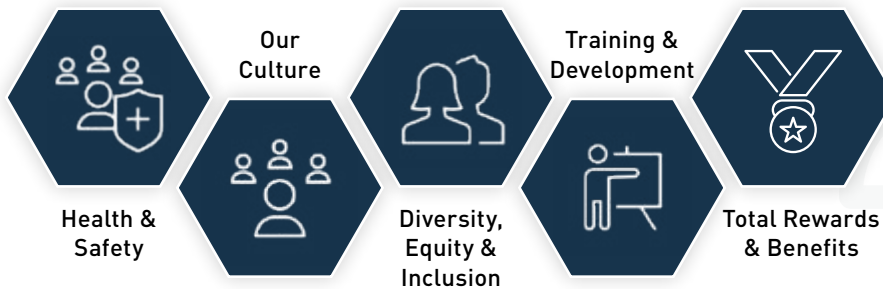 Our
Culture
Training &
Development
Health &
Safety
Diversity,
Equity &
Inclusion
Total Rewards
& Benefits